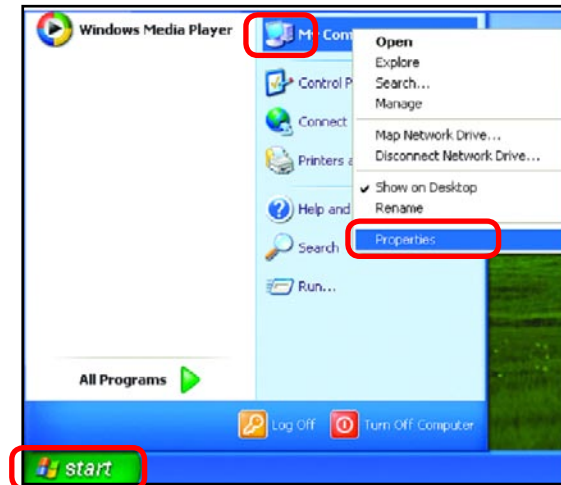 Windows Media Player
My Com
Control P
Connect
Printers a
Help and
Search
Run...
Open
Explore
Search...
Manage
Map Network Drive...
Disconnect Network Drive...
Show on Desktop
Rename
Properties
All Programs
Log Off
Turn Off Computer
start